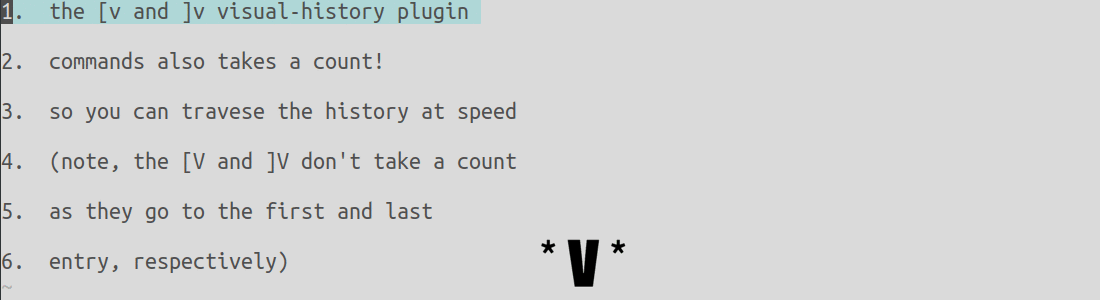 1.  the [v and ]v visual-history plugin
2.  commands also takes a count!
3.  so you can travese the history at speed
4.  (note, the [V and ]V don't take a count
5.  as they go to the first and last
6.  entry, respectively)
*V*
~